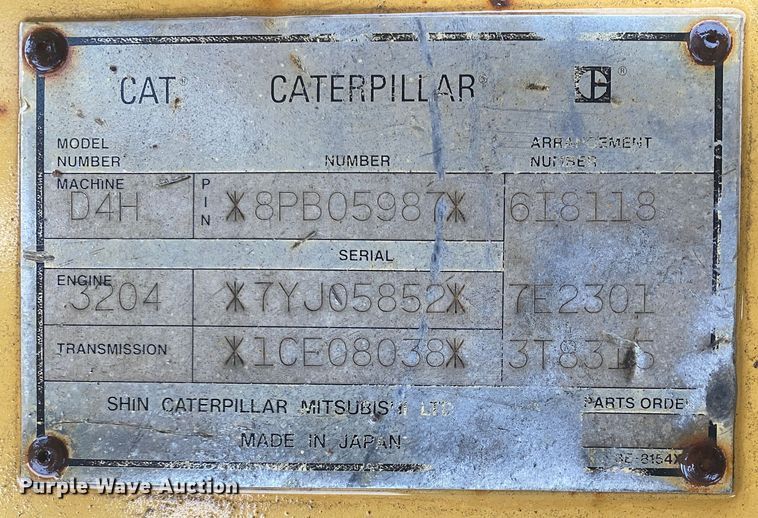 CAT® CATERPILLAR® C ®
MODEL NUMBER NUMBER ARRANGEMENT NUMBER
MACHINE D4H PIN *8PB05987* 6I8118
SERIAL
ENGINE 3204 *7YJ05852* 7E2301
TRANSMISSION *1CE08038* 3T8315
SHIN CATERPILLAR MITSUBISHI LTD PARTS ORDER
MADE IN JAPAN
Purple Wave Auction